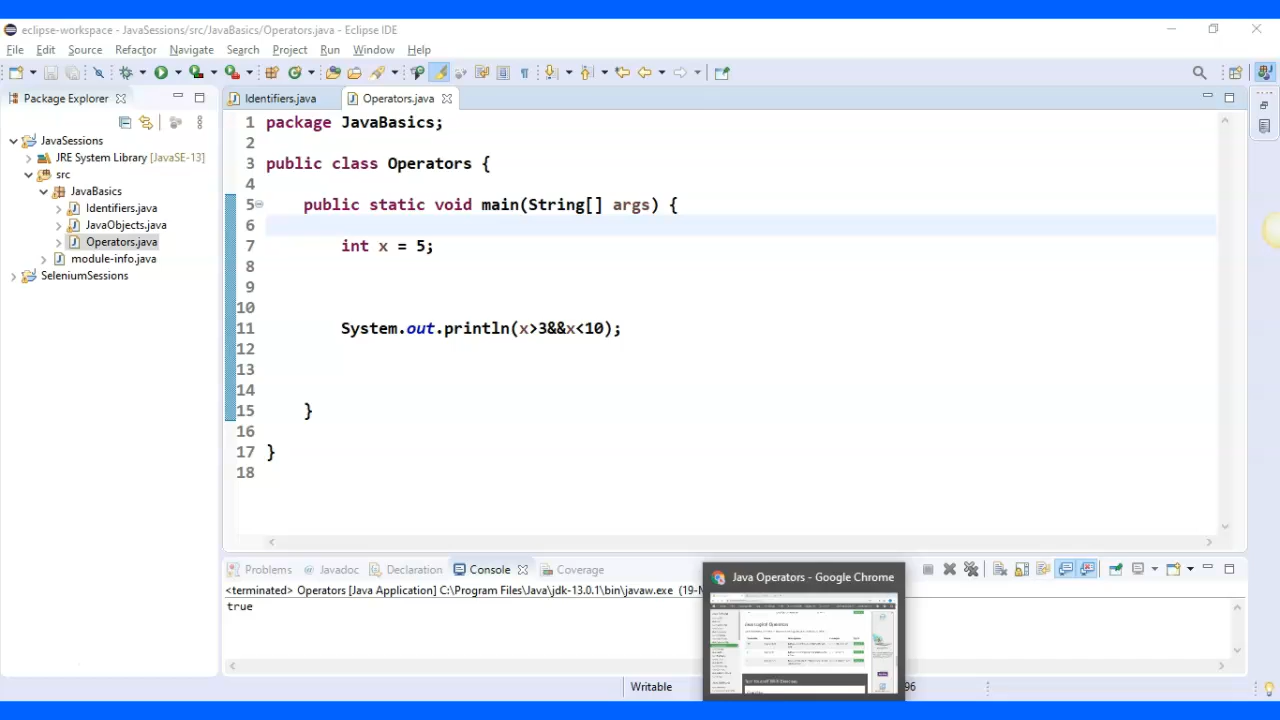 eclipse-workspace - JavaSessions/src/JavaBasics/Operators.java - Eclipse IDE
File Edit Source Refactor Navigate Search Project Run Window Help
Package Explorer
Identifiers.java
Operators.java
JavaSessions
JRE System Library [JavaSE-13]
src
JavaBasics
Identifiers.java
JavaObjects.java
Operators.java
module-info.java
SeleniumSessions
1 package JavaBasics;
2
3 public class Operators {
4
5 public static void main(String[] args) {
6
7 int x = 5;
8
9
10
11 System.out.println(x>3&&x<10);
12
13
14
15 }
16
17 }
18
Problems @ Javadoc Declaration Console Coverage
<terminated> Operators [Java Application] C:\Program Files\Java\jdk-13.0.1\bin\javaw.exe (19-
true
Java Operators - Google Chrome
Writable
96